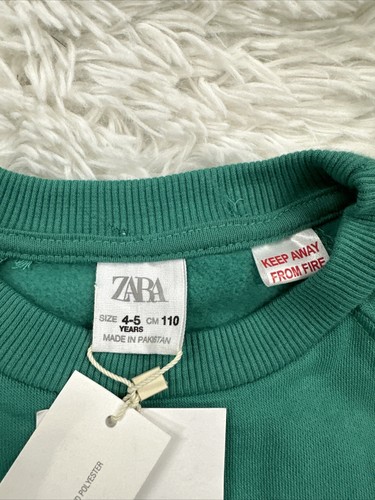 ZARA
SIZE 4-5 CM 110
YEARS
MADE IN PAKISTAN
KEEP AWAY
FROM FIRE
POLYESTER